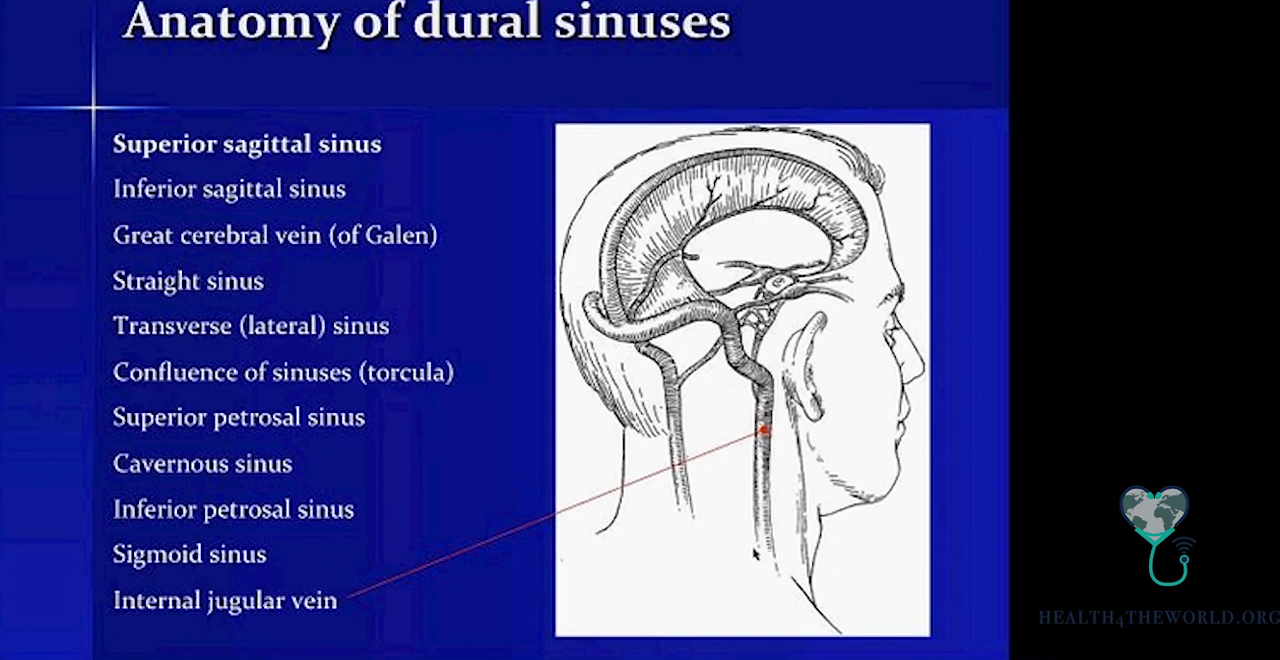 Anatomy of dural sinuses
Superior sagittal sinus
Inferior sagittal sinus
Great cerebral vein (of Galen)
Straight sinus
Transverse (lateral) sinus
Confluence of sinuses (torcula)
Superior petrosal sinus
Cavernous sinus
Inferior petrosal sinus
Sigmoid sinus
Internal jugular vein
HEALTH4THEWORLD.ORG